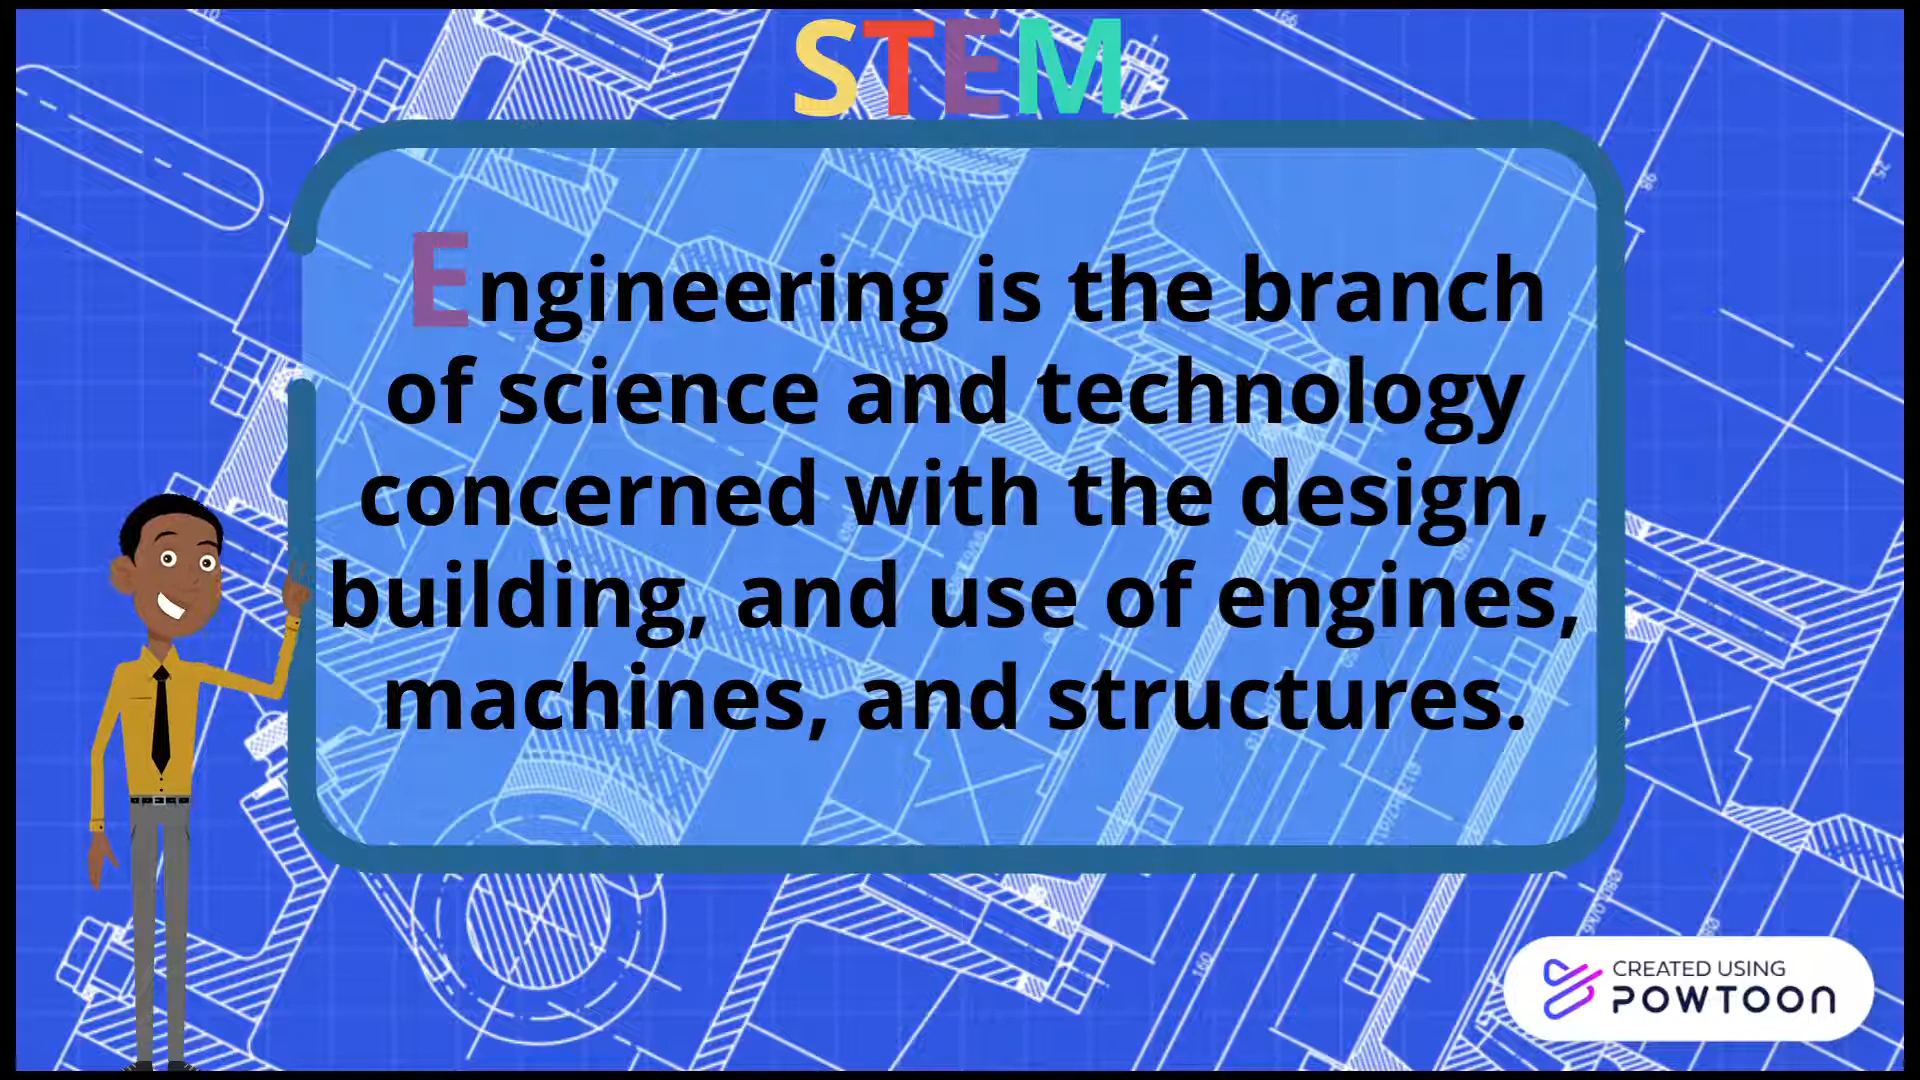 STEM
Engineering is the branch
of science and technology
concerned with the design,
building, and use of engines,
machines, and structures.
CREATED USING
POWTOON